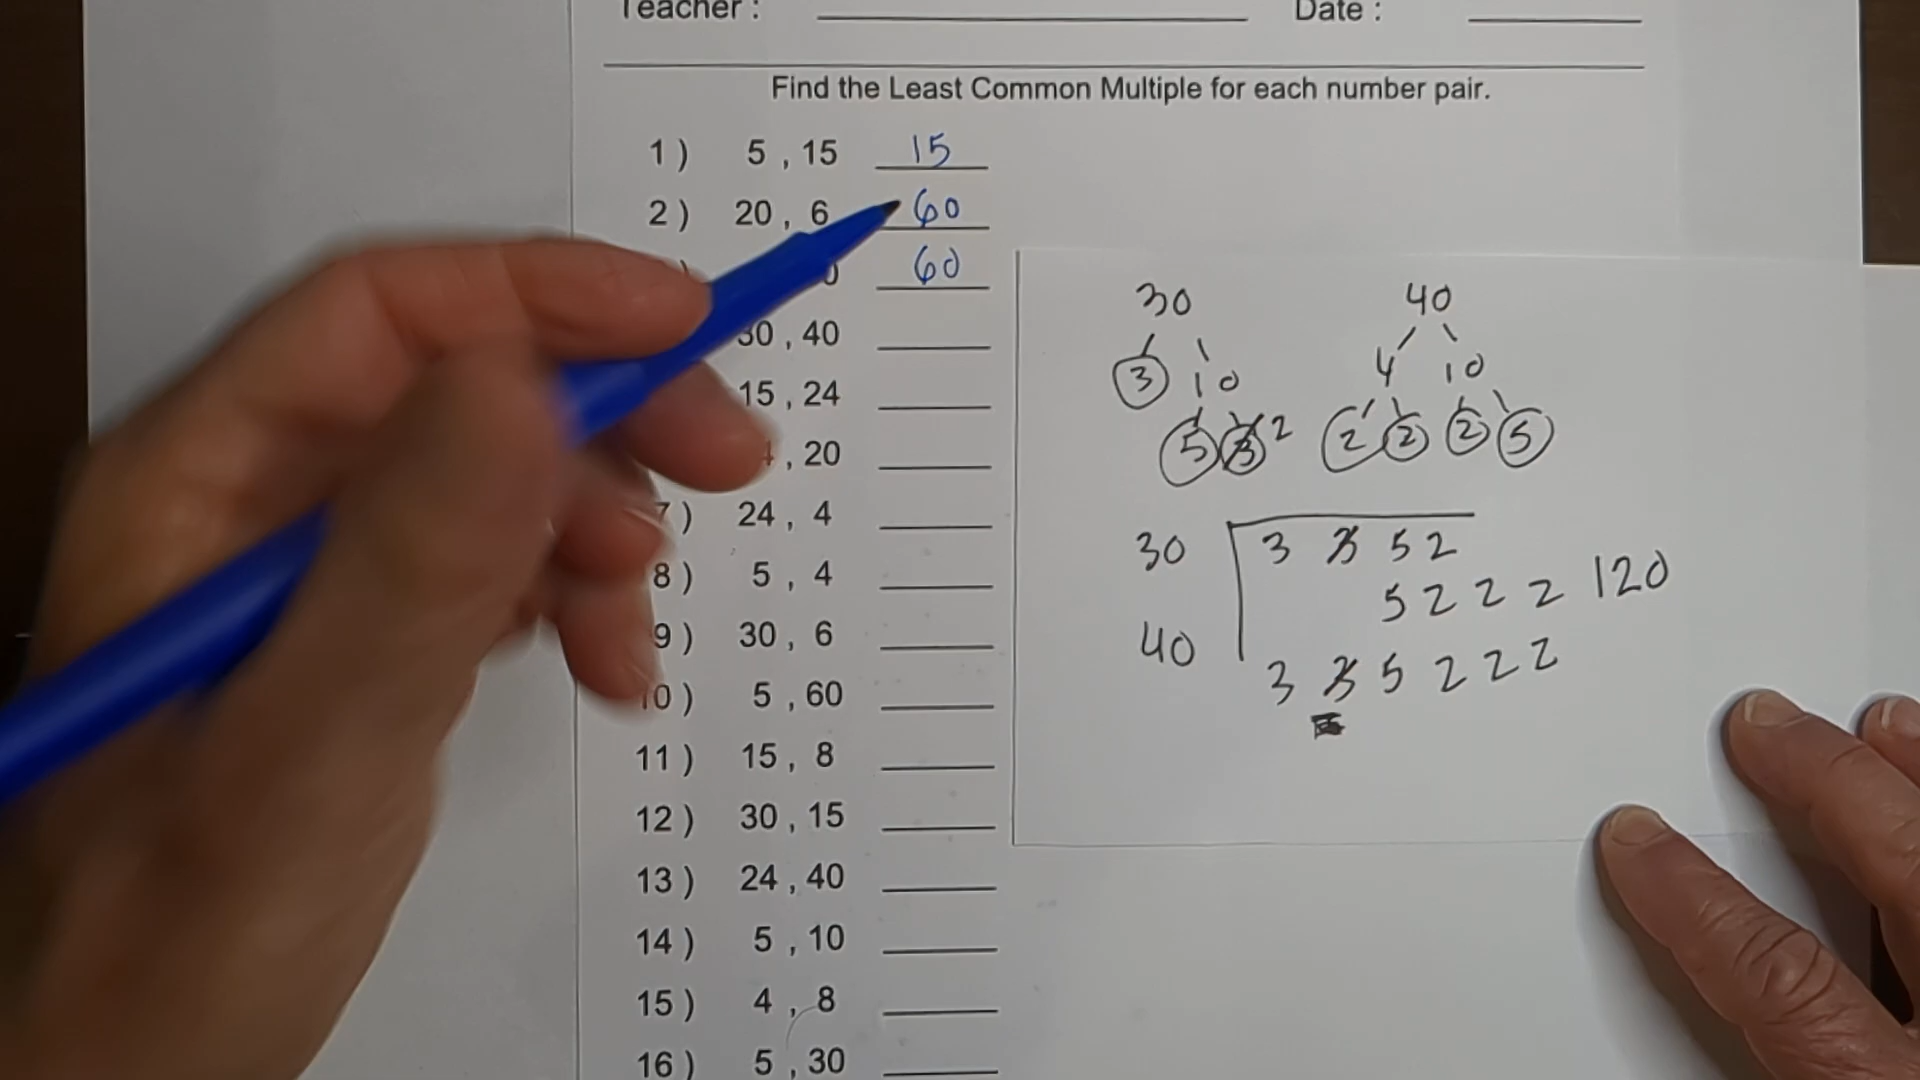 Teacher :
Date :
Find the Least Common Multiple for each number pair.
1 ) 5 , 15 15
2 ) 20 , 6 60
) 0 60
30 , 40
15 , 24
4 , 20
7 ) 24 , 4
8 ) 5 , 4
9 ) 30 , 6
10 ) 5 , 60
11 ) 15 , 8
12 ) 30 , 15
13 ) 24 , 40
14 ) 5 , 10
15 ) 4 , 8
16 ) 5 , 30
30 40
3 10 4 10
5 3 2 2 2 2 5
30 3 3 5 2
5 2 2 2 120
40
3 3 5 2 2 2